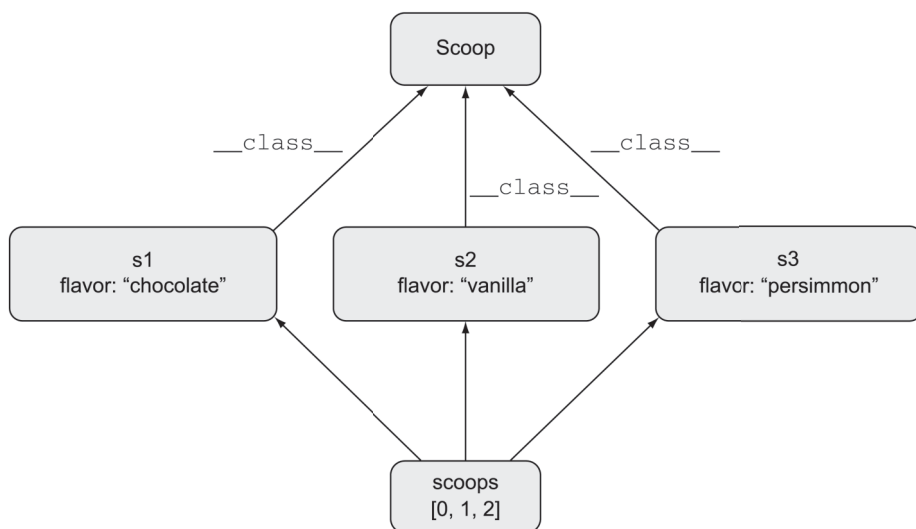 Scoop
__class__
__class__
__class__
s1
flavor: “chocolate”
s2
flavor: “vanilla”
s3
flavor: “persimmon”
scoops
[0, 1, 2]